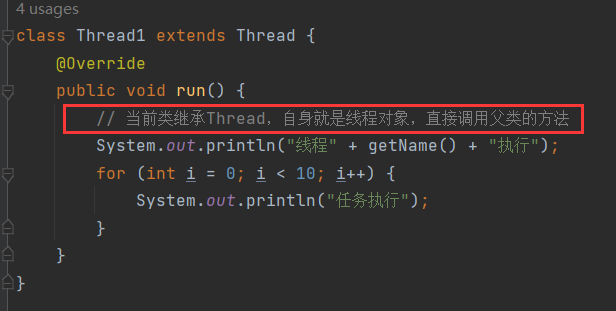 4 usages
class Thread1 extends Thread {
@Override
public void run() {
// 当前类继承Thread，自身就是线程对象，直接调用父类的方法
System.out.println("线程" + getName() + "执行");
for (int i = 0; i < 10; i++) {
System.out.println("任务执行");
}
}
}